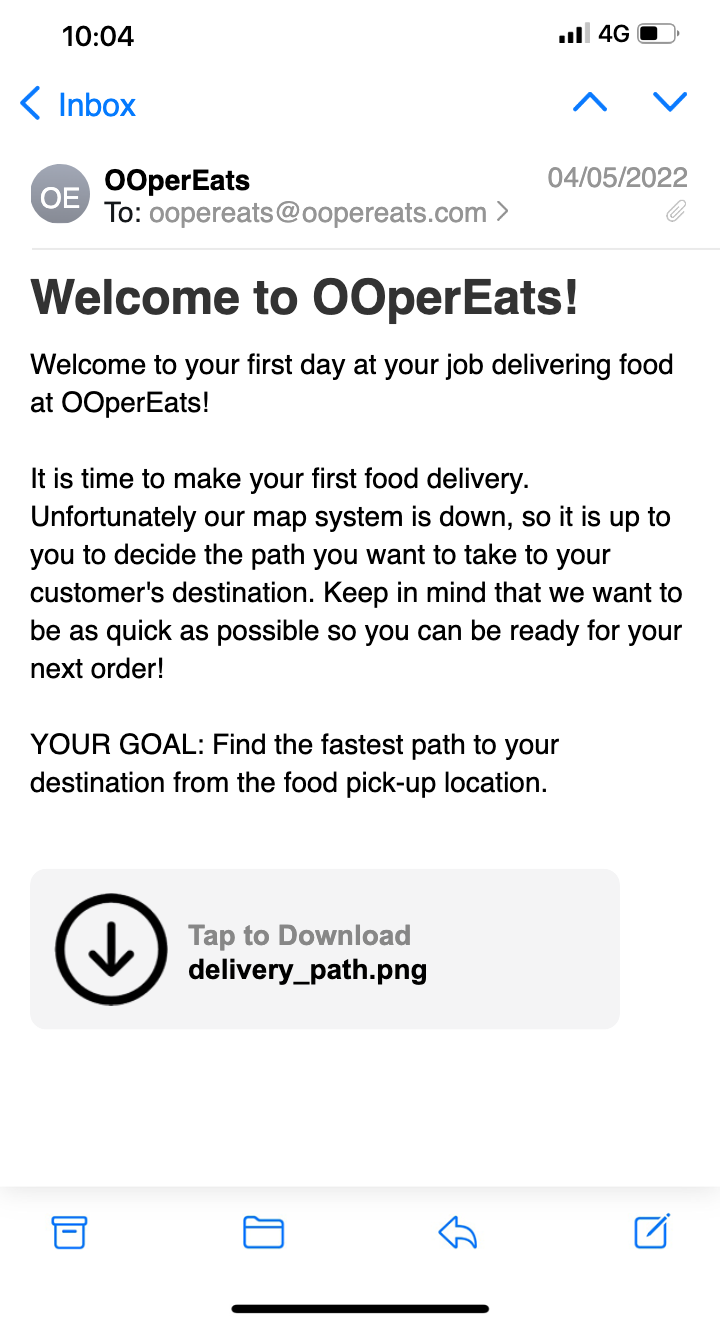 10:04
4G
Inbox
OE
OOperEats
04/05/2022
To: oopereats@oopereats.com
Welcome to OOperEats!
Welcome to your first day at your job delivering food
at OOperEats!
It is time to make your first food delivery.
Unfortunately our map system is down, so it is up to
you to decide the path you want to take to your
customer's destination. Keep in mind that we want to
be as quick as possible so you can be ready for your
next order!
YOUR GOAL: Find the fastest path to your
destination from the food pick-up location.
Tap to Download
delivery_path.png